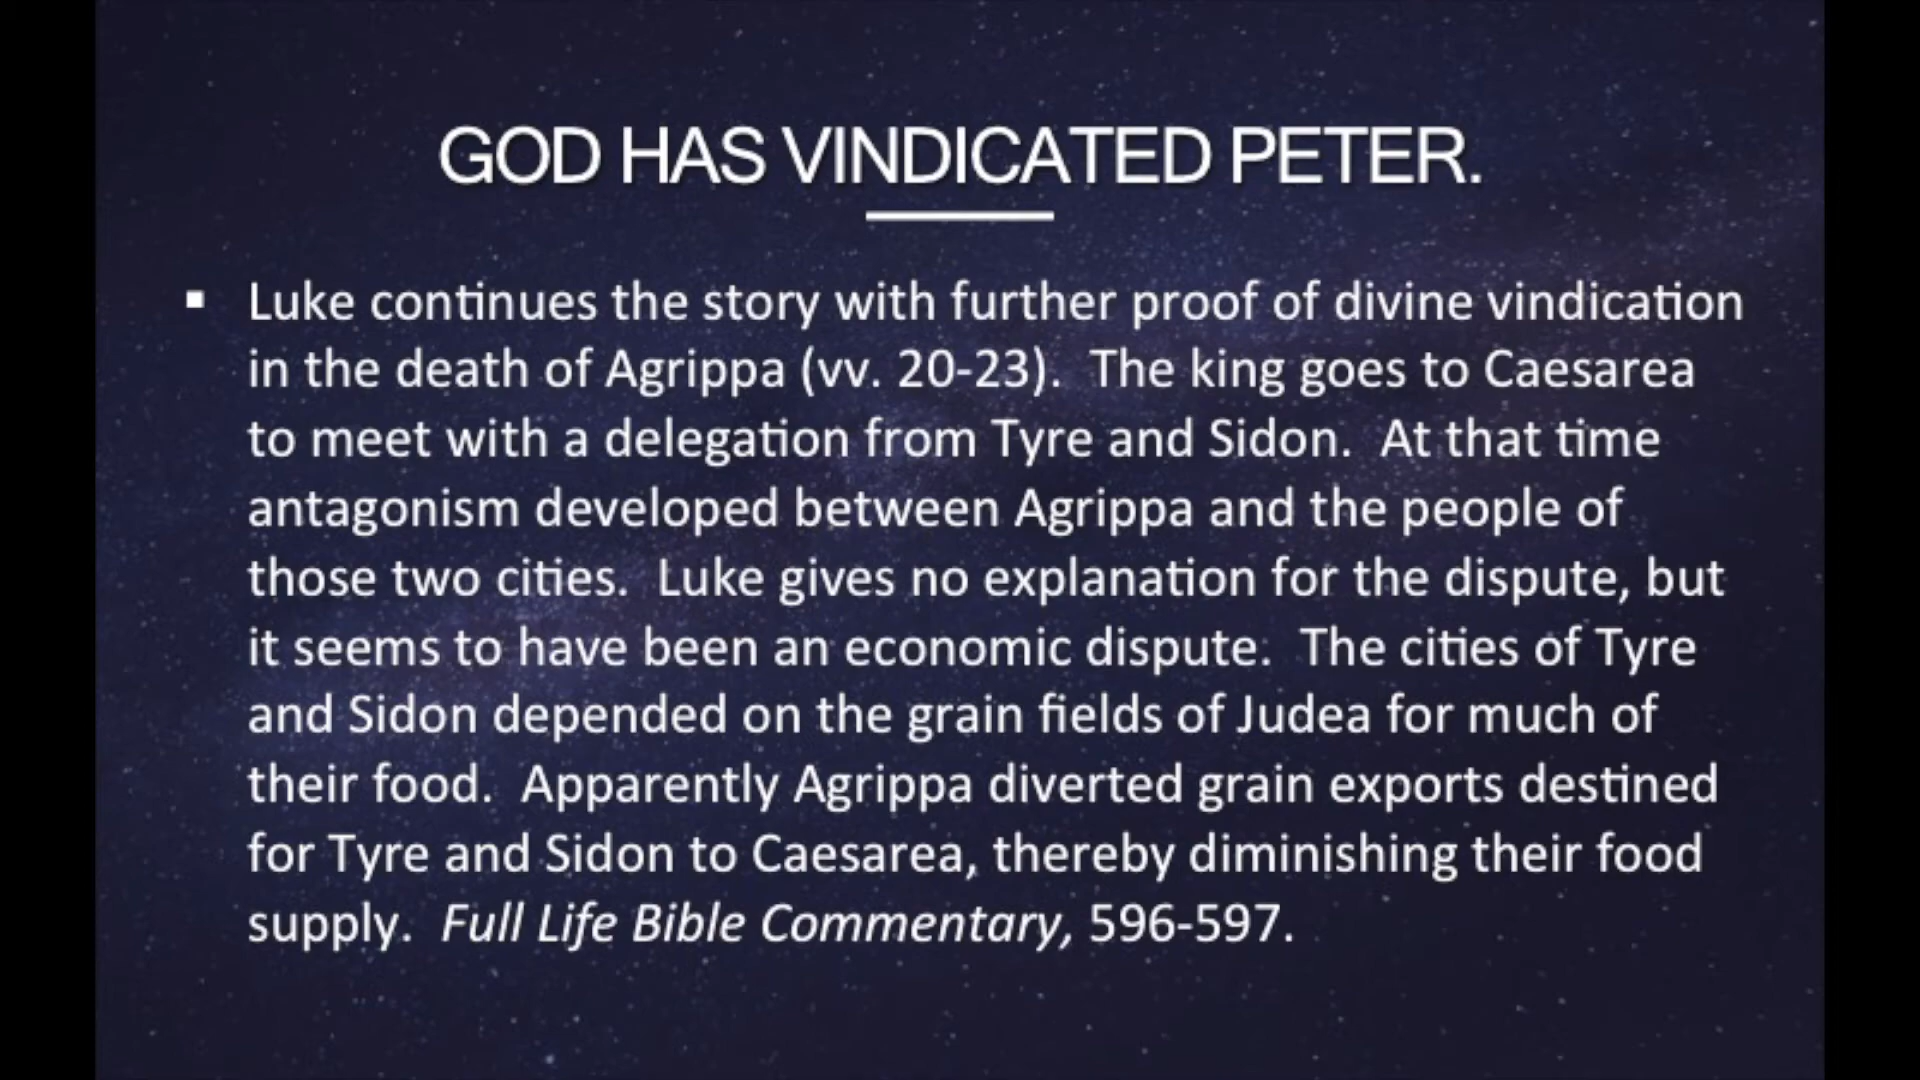 GOD HAS VINDICATED PETER.
▪ Luke continues the story with further proof of divine vindication
in the death of Agrippa (vv. 20-23).  The king goes to Caesarea
to meet with a delegation from Tyre and Sidon.  At that time
antagonism developed between Agrippa and the people of
those two cities.  Luke gives no explanation for the dispute, but
it seems to have been an economic dispute.  The cities of Tyre
and Sidon depended on the grain fields of Judea for much of
their food.  Apparently Agrippa diverted grain exports destined
for Tyre and Sidon to Caesarea, thereby diminishing their food
supply.  Full Life Bible Commentary, 596-597.